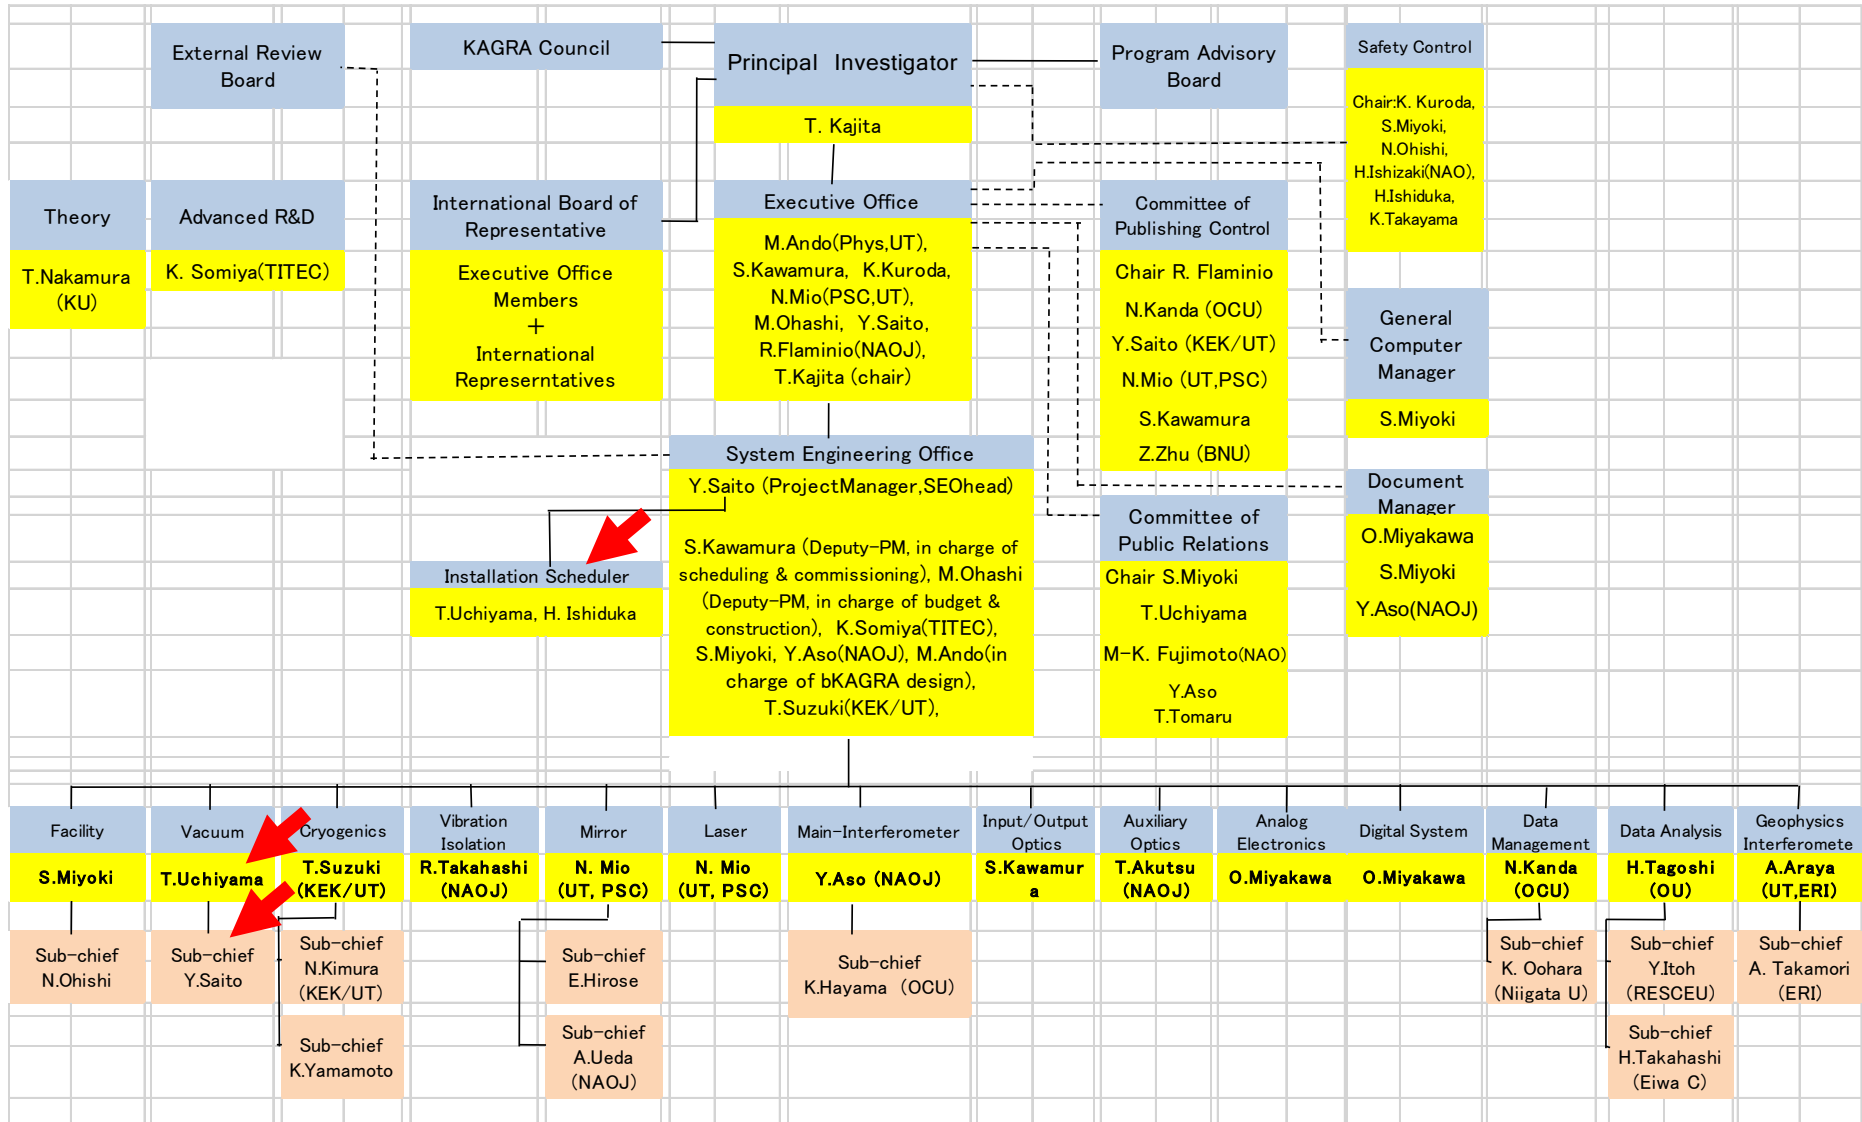 External Review
Board
KAGRA Council
Principal Investigator
T. Kajita
Program Advisory
Board
Safety Control
Chair:K. Kuroda,
S.Miyoki,
N.Ohishi,
H.Ishizaki(NAO),
H.Ishiduka,
K.Takayama
Theory
T.Nakamura
(KU)
Advanced R&D
K. Somiya(TITEC)
International Board of
Representative
Executive Office
Members
+
International
Represerntatives
Executive Office
M.Ando(Phys,UT),
S.Kawamura, K.Kuroda,
N.Mio(PSC,UT),
M.Ohashi, Y.Saito,
R.Flaminio(NAOJ),
T.Kajita (chair)
Committee of
Publishing Control
Chair R. Flaminio
N.Kanda (OCU)
Y.Saito (KEK/UT)
N.Mio (UT,PSC)
S.Kawamura
Z.Zhu (BNU)
General
Computer
Manager
S.Miyoki
System Engineering Office
Y.Saito (ProjectManager,SEOhead)
S.Kawamura (Deputy-PM, in charge of
scheduling & commissioning), M.Ohashi
(Deputy-PM, in charge of budget &
construction), K.Somiya(TITEC),
S.Miyoki, Y.Aso(NAOJ), M.Ando(in
charge of bKAGRA design),
T.Suzuki(KEK/UT),
Document
Manager
O.Miyakawa
S.Miyoki
Y.Aso(NAOJ)
Installation Scheduler
T.Uchiyama, H. Ishiduka
Committee of
Public Relations
Chair S.Miyoki
T.Uchiyama
M-K. Fujimoto(NAO)
Y.Aso
T.Tomaru
Facility
S.Miyoki
Sub-chief
N.Ohishi
Vacuum
T.Uchiyama
Sub-chief
Y.Saito
Cryogenics
T.Suzuki
(KEK/UT)
Sub-chief
N.Kimura
(KEK/UT)
Sub-chief
K.Yamamoto
Vibration
Isolation
R.Takahashi
(NAOJ)
Mirror
N. Mio
(UT, PSC)
Sub-chief
E.Hirose
Sub-chief
A.Ueda
(NAOJ)
Laser
N. Mio
(UT, PSC)
Main-Interferometer
Y.Aso (NAOJ)
Sub-chief
K.Hayama (OCU)
Input/Output
Optics
S.Kawamur
a
Auxiliary
Optics
T.Akutsu
(NAOJ)
Analog
Electronics
O.Miyakawa
Digital System
O.Miyakawa
Data
Management
N.Kanda
(OCU)
Sub-chief
K. Oohara
(Niigata U)
Data Analysis
H.Tagoshi
(OU)
Sub-chief
Y.Itoh
(RESCEU)
Sub-chief
H.Takahashi
(Eiwa C)
Geophysics
Interferomete
A.Araya
(UT,ERI)
Sub-chief
A. Takamori
(ERI)